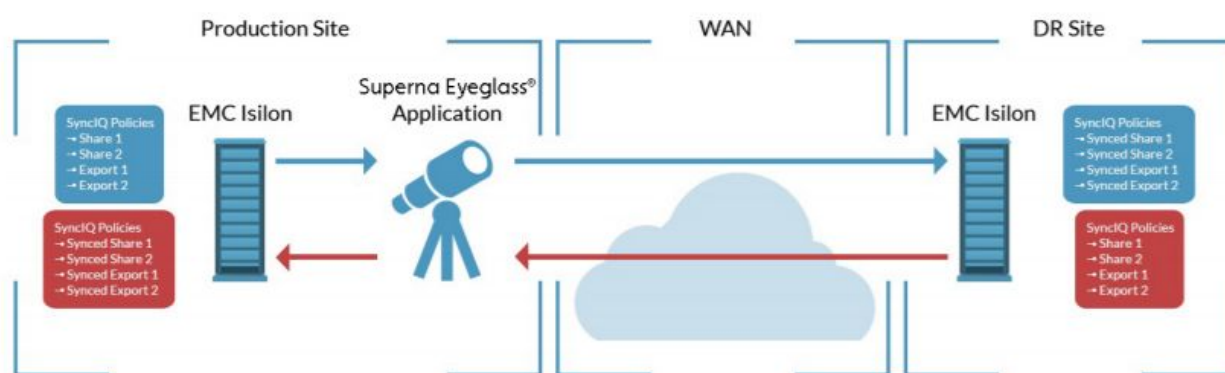 Production Site
WAN
DR Site
Superna Eyeglass®
Application
EMC Isilon
EMC Isilon
SyncIQ Policies
→ Share 1
→ Share 2
→ Export 1
→ Export 2
SyncIQ Policies
→ Synced Share 1
→ Synced Share 2
→ Synced Export 1
→ Synced Export 2
SyncIQ Policies
→ Synced Share 1
→ Synced Share 2
→ Synced Export 1
→ Synced Export 2
SyncIQ Policies
→ Share 1
→ Share 2
→ Export 1
→ Export 2